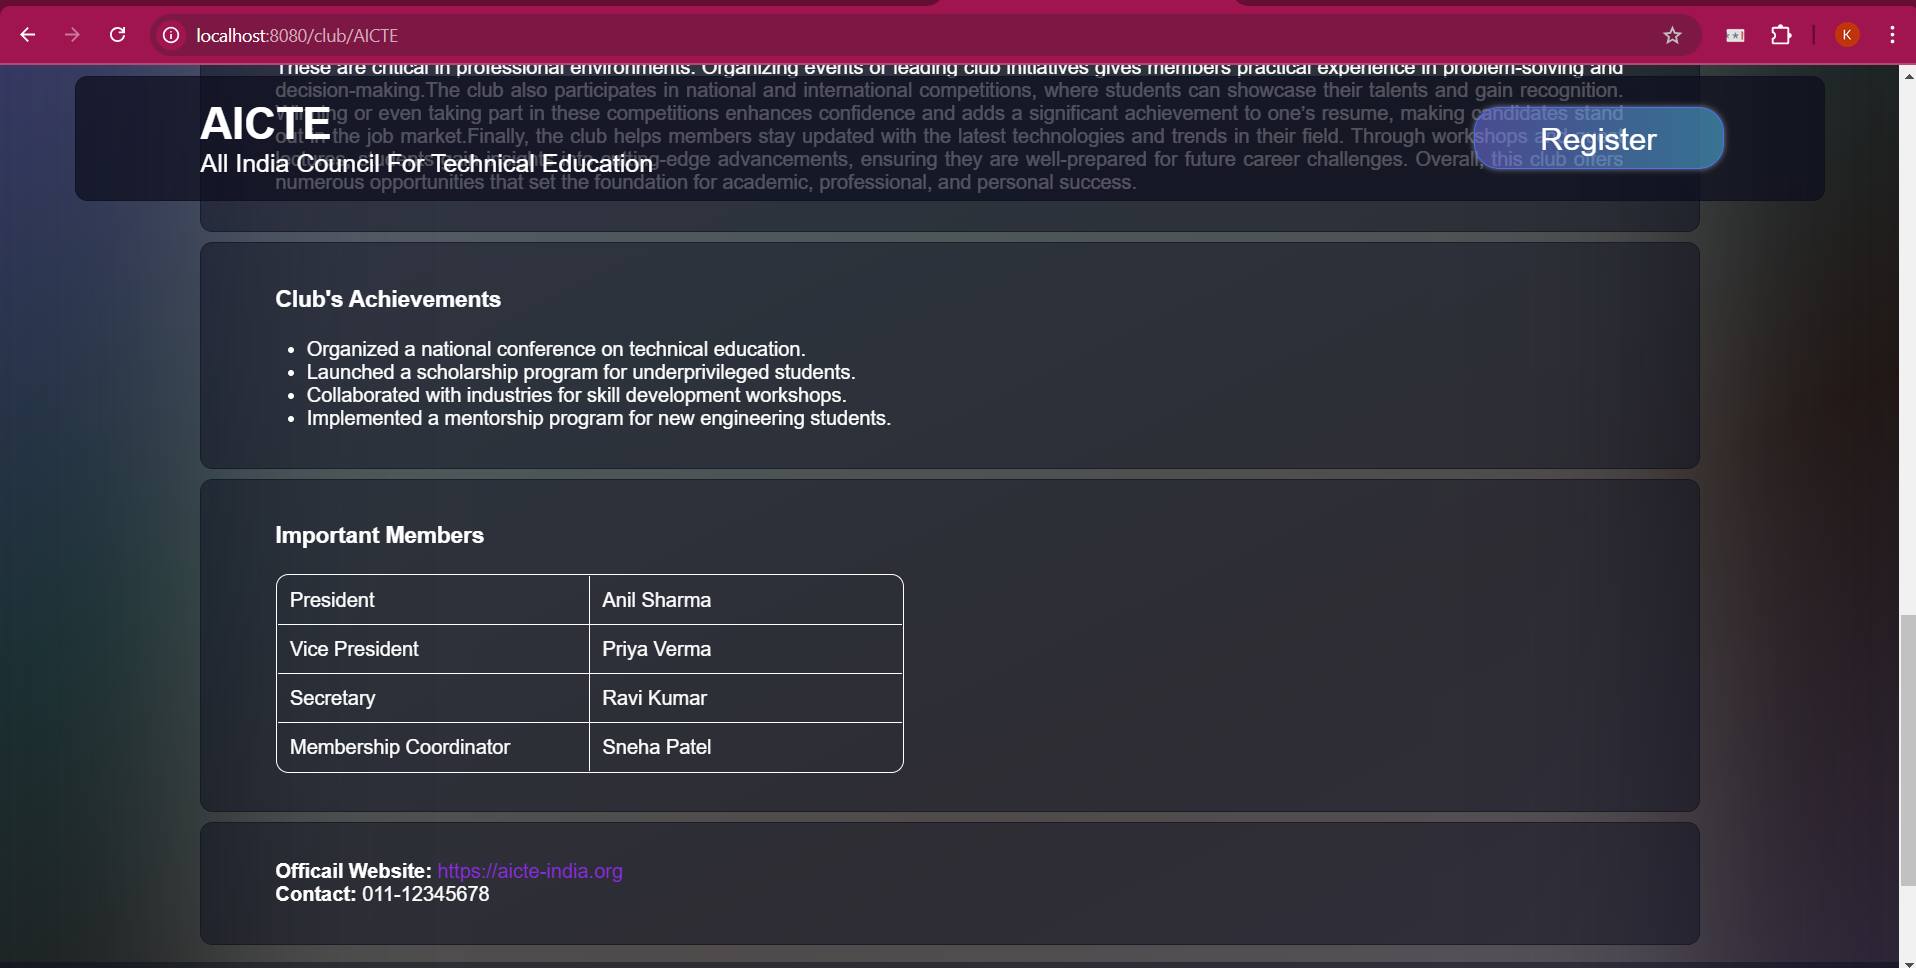 localhost:8080/club/AICTE
K
These are critical in professional environments. Organizing events or leading club initiatives gives members practical experience in problem-solving and
decision-making.The club also participates in national and international competitions, where students can showcase their talents and gain recognition.
or even taking part in these competitions enhances confidence and adds a significant achievement to one's resume, making candidates stand
AICTE
out in the job market.Finally, the club helps members stay updated with the latest technologies and trends in their field. Through workshops
Register
All India Council For Technical Education
advancements, ensuring they are well-prepared for future career challenges. Overall, this club offers
numerous opportunities that set the foundation for academic, professional, and personal success.
Club's Achievements
• Organized a national conference on technical education.
• Launched a scholarship program for underprivileged students.
• Collaborated with industries for skill development workshops.
• Implemented a mentorship program for new engineering students.
Important Members
President Anil Sharma
Vice President Priya Verma
Secretary Ravi Kumar
Membership Coordinator Sneha Patel
Officail Website: https://aicte-india.org
Contact: 011-12345678